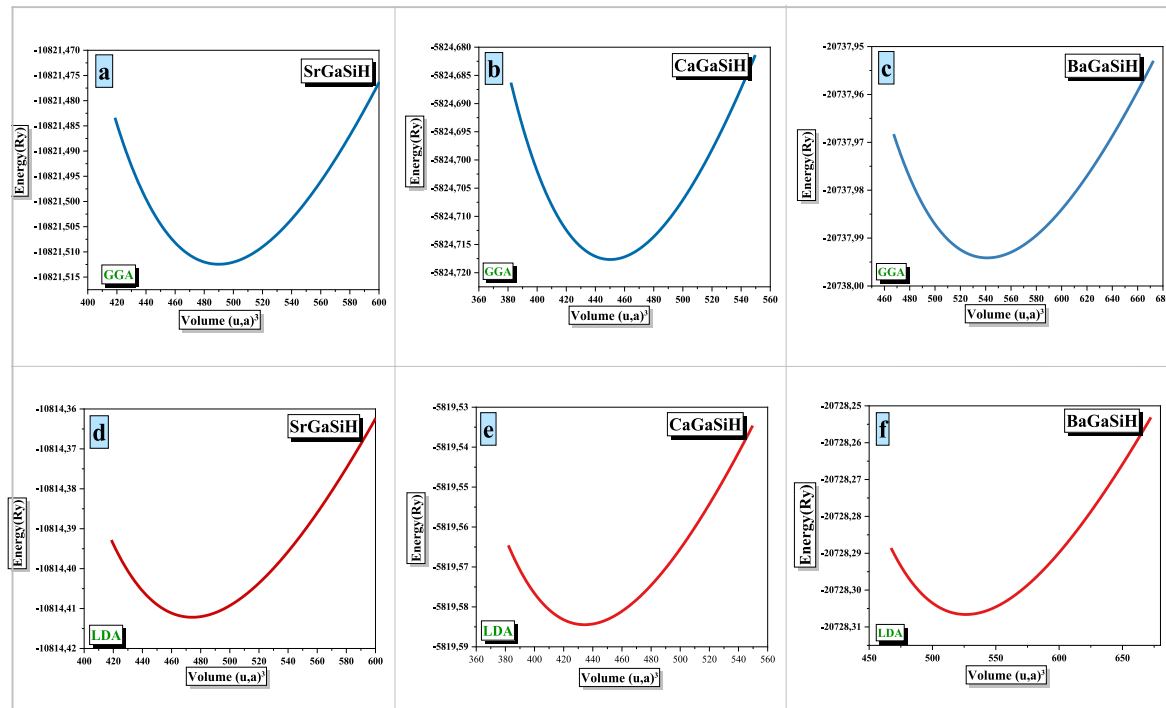 a
SrGaSiH
-10821,470
-10821,475
-10821,480
-10821,485
-10821,490
-10821,495
-10821,500
-10821,505
-10821,510
-10821,515
Energy(Ry)
GGA
400 420 440 460 480 500 520 540 560 580 600
Volume (u,a)³
b
CaGaSiH
-5824,680
-5824,685
-5824,690
-5824,695
-5824,700
-5824,705
-5824,710
-5824,715
-5824,720
Energy(Ry)
GGA
360 380 400 420 440 460 480 500 520 540 560
Volume (u,a)³
c
BaGaSiH
-20737,95
-20737,96
-20737,97
-20737,98
-20737,99
-20738,00
Energy(Ry)
GGA
460 480 500 520 540 560 580 600 620 640 660 68
Volume (u,a)³
d
SrGaSiH
-10814,36
-10814,37
-10814,38
-10814,39
-10814,40
-10814,41
-10814,42
Energy(Ry)
LDA
400 420 440 460 480 500 520 540 560 580 600
Volume (u,a)³
e
CaGaSiH
-5819,53
-5819,54
-5819,55
-5819,56
-5819,57
-5819,58
-5819,59
Energy(Ry)
LDA
360 380 400 420 440 460 480 500 520 540 560
Volume (u,a)³
f
BaGaSiH
-20728,25
-20728,26
-20728,27
-20728,28
-20728,29
-20728,30
-20728,31
Energy(Ry)
LDA
450 500 550 600 650
Volume (u,a)³